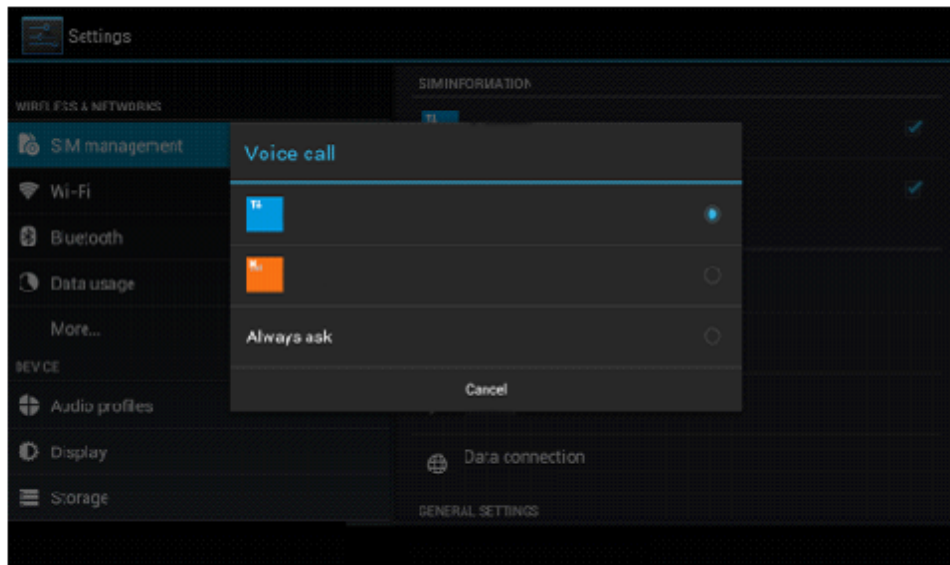 Settings
SIM INFORMATION
WIRELESS & NETWORKS
SIM management
Voice call
Wi-Fi
Bluetooth
Data usage
More...
Always ask
DEVICE
Cancel
Audio profiles
Display
Data connection
Storage
GENERAL SETTINGS